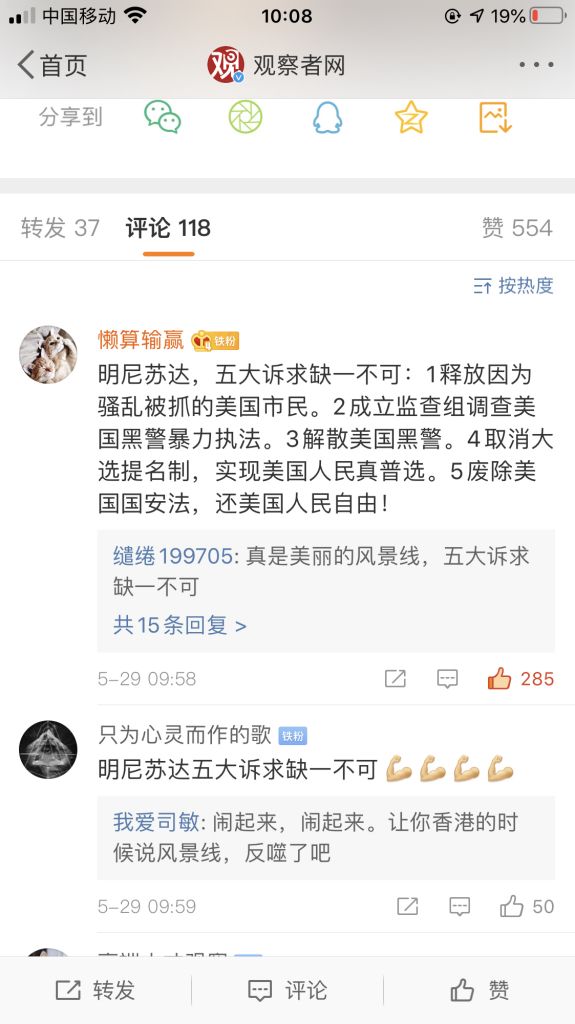 中国移动 10:08 19%
首页 观 观察者网
分享到
转发 37 评论 118 赞 554
按热度
懒算输赢 铁粉
明尼苏达，五大诉求缺一不可：1释放因为
骚乱被抓的美国市民。2成立监查组调查美
国黑警暴力执法。3解散美国黑警。4取消大
选提名制，实现美国人民真普选。5废除美
国国安法，还美国人民自由！
缱绻199705: 真是美丽的风景线，五大诉求
缺一不可
共15条回复 >
5-29 09:58 285
只为心灵而作的歌 铁粉
明尼苏达五大诉求缺一不可💪💪💪💪
我爱司敏: 闹起来，闹起来。让你香港的时
候说风景线，反噬了吧
5-29 09:59 50
转发 评论 赞